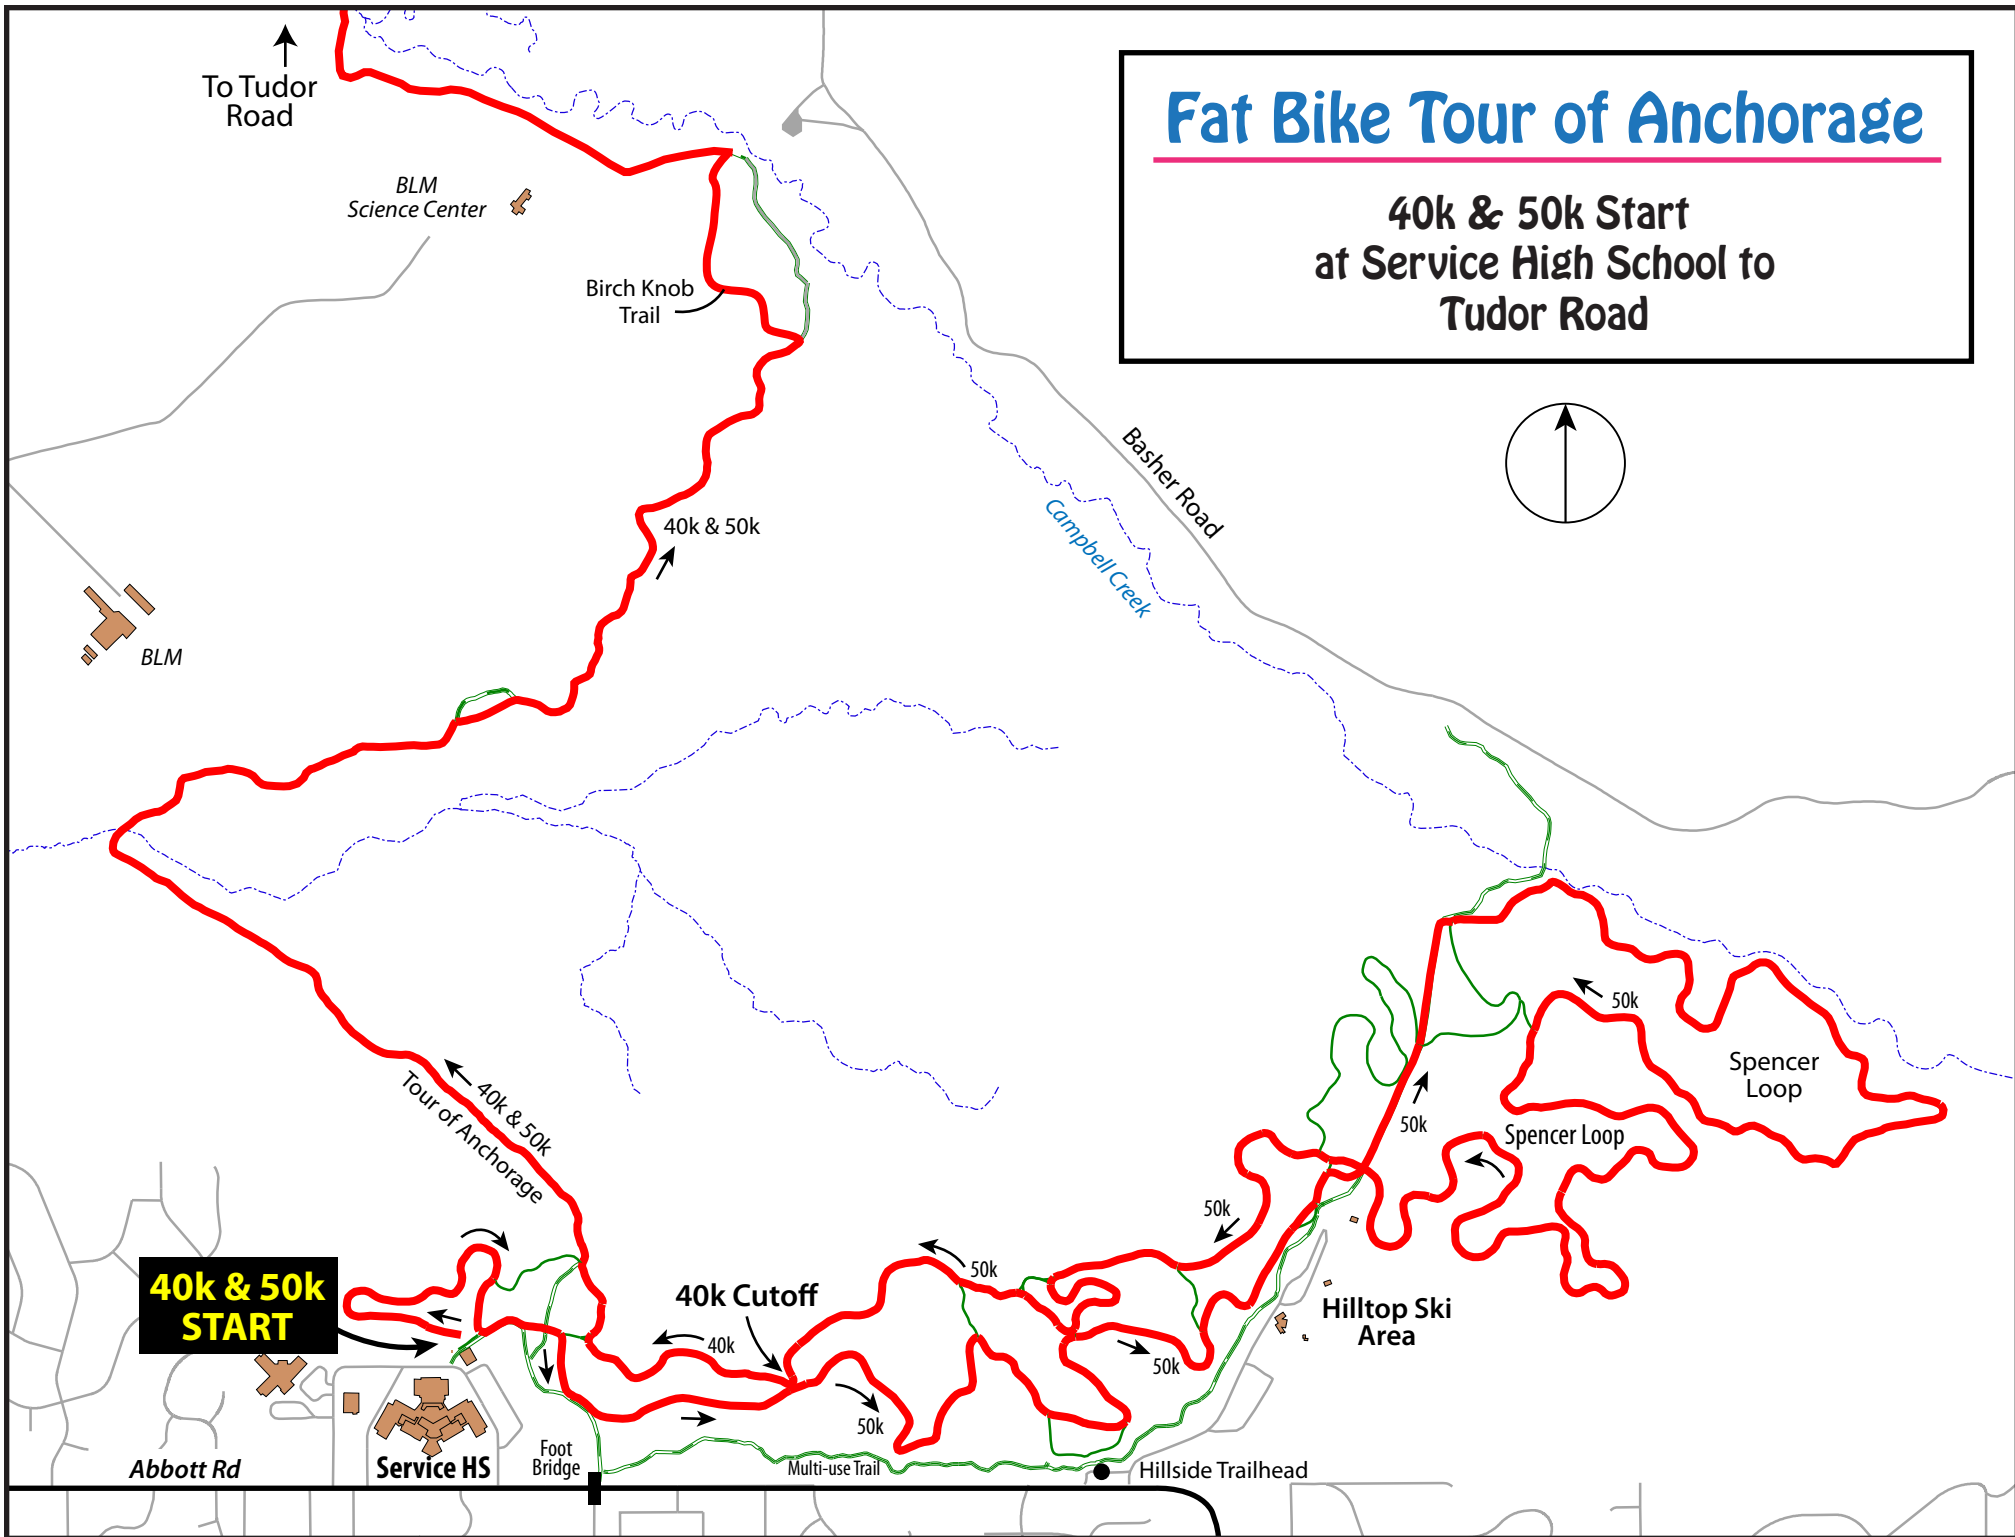 To Tudor
Road
Fat Bike Tour of Anchorage
40k & 50k Start
at Service High School to
Tudor Road
BLM
Science Center
Birch Knob
Trail
Basher Road
Campbell Creek
40k & 50k
BLM
50k
Spencer
Loop
Tour of Anchorage
40k & 50k
50k
Spencer Loop
50k
50k
40k & 50k
START
40k Cutoff
40k
50k
50k
Hilltop Ski
Area
Abbott Rd
Service HS
Foot
Bridge
Multi-use Trail
Hillside Trailhead